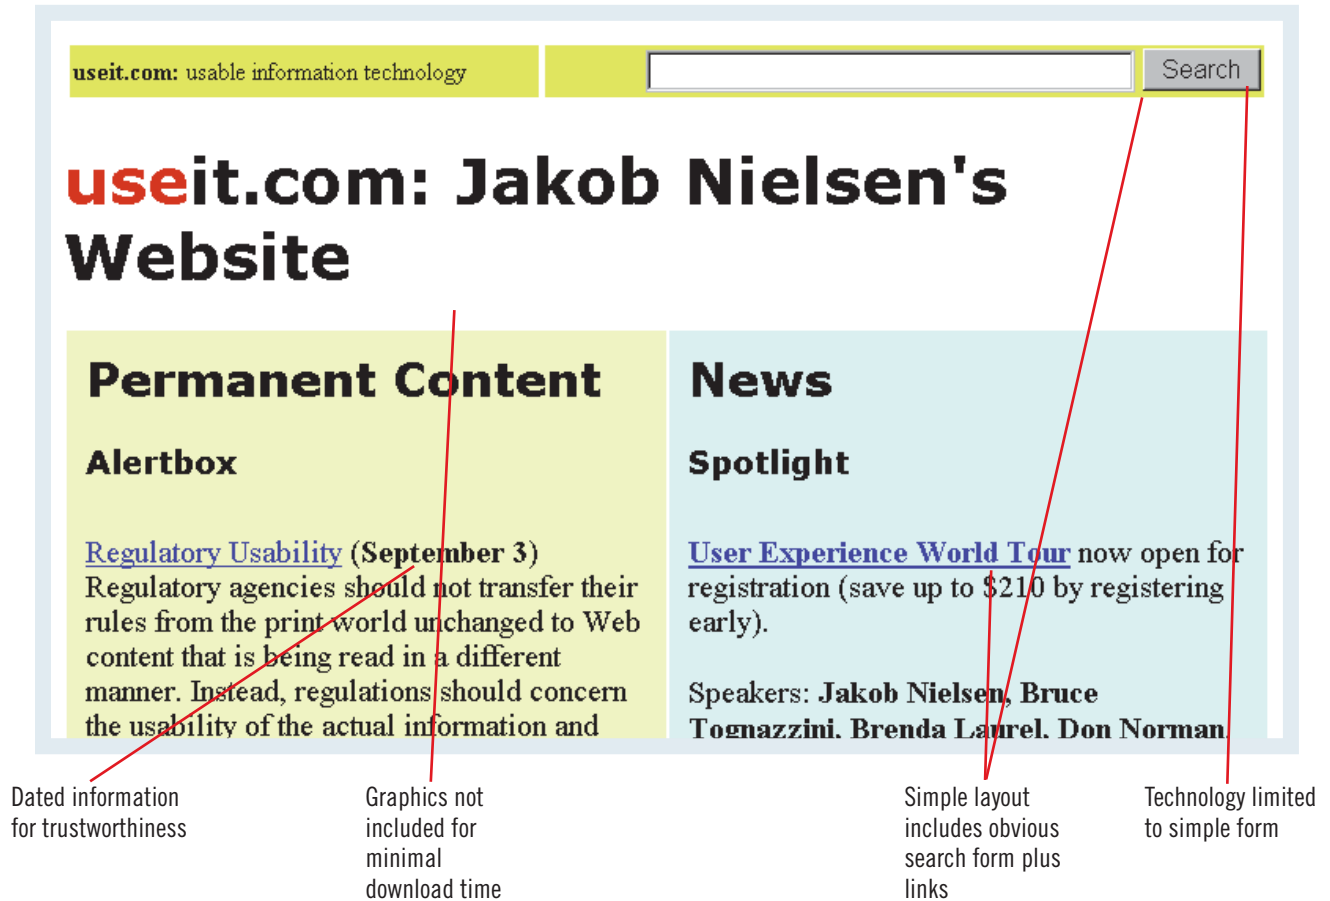 useit.com: usable information technology
Search
useit.com: Jakob Nielsen's
Website
Permanent Content
Alertbox
Regulatory Usability (September 3)
Regulatory agencies should not transfer their
rules from the print world unchanged to Web
content that is being read in a different
manner. Instead, regulations should concern
the usability of the actual information and
News
Spotlight
User Experience World Tour now open for
registration (save up to $210 by registering
early).
Speakers: Jakob Nielsen, Bruce
Tognazzini, Brenda Laurel, Don Norman,
Dated information
for trustworthiness
Graphics not
included for
minimal
download time
Simple layout
includes obvious
search form plus
links
Technology limited
to simple form